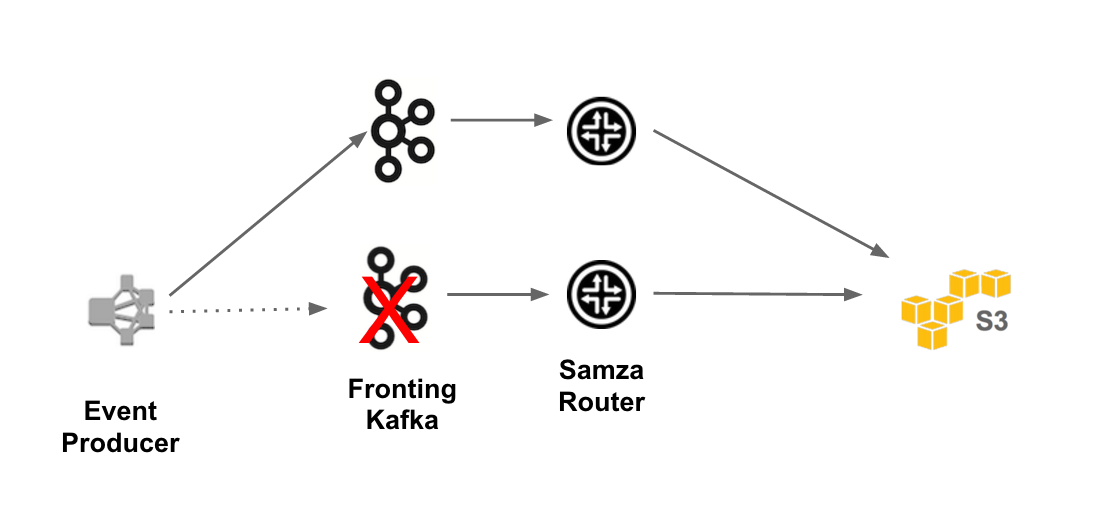 S3
Samza
Router
Fronting
Kafka
Event
Producer